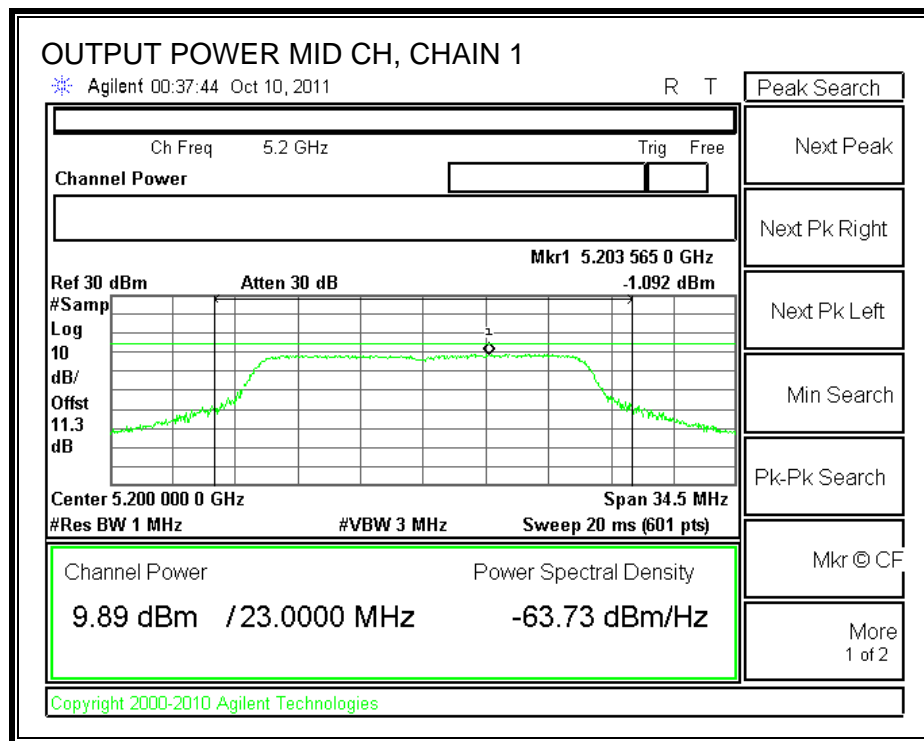 OUTPUT POWER MID CH, CHAIN 1
Agilent 00:37:44 Oct 10, 2011 R T
Peak Search
Ch Freq 5.2 GHz Trig Free
Next Peak
Channel Power
Next Pk Right
Mkr1 5.203 565 0 GHz
Ref 30 dBm Atten 30 dB -1.092 dBm
#Samp
Log
10
dB/
Offst
11.3
dB
1
Next Pk Left
Min Search
Pk-Pk Search
Center 5.200 000 0 GHz Span 34.5 MHz
#Res BW 1 MHz #VBW 3 MHz Sweep 20 ms (601 pts)
Mkr © CF
Channel Power Power Spectral Density
9.89 dBm / 23.0000 MHz -63.73 dBm/Hz
More
1 of 2
Copyright 2000-2010 Agilent Technologies